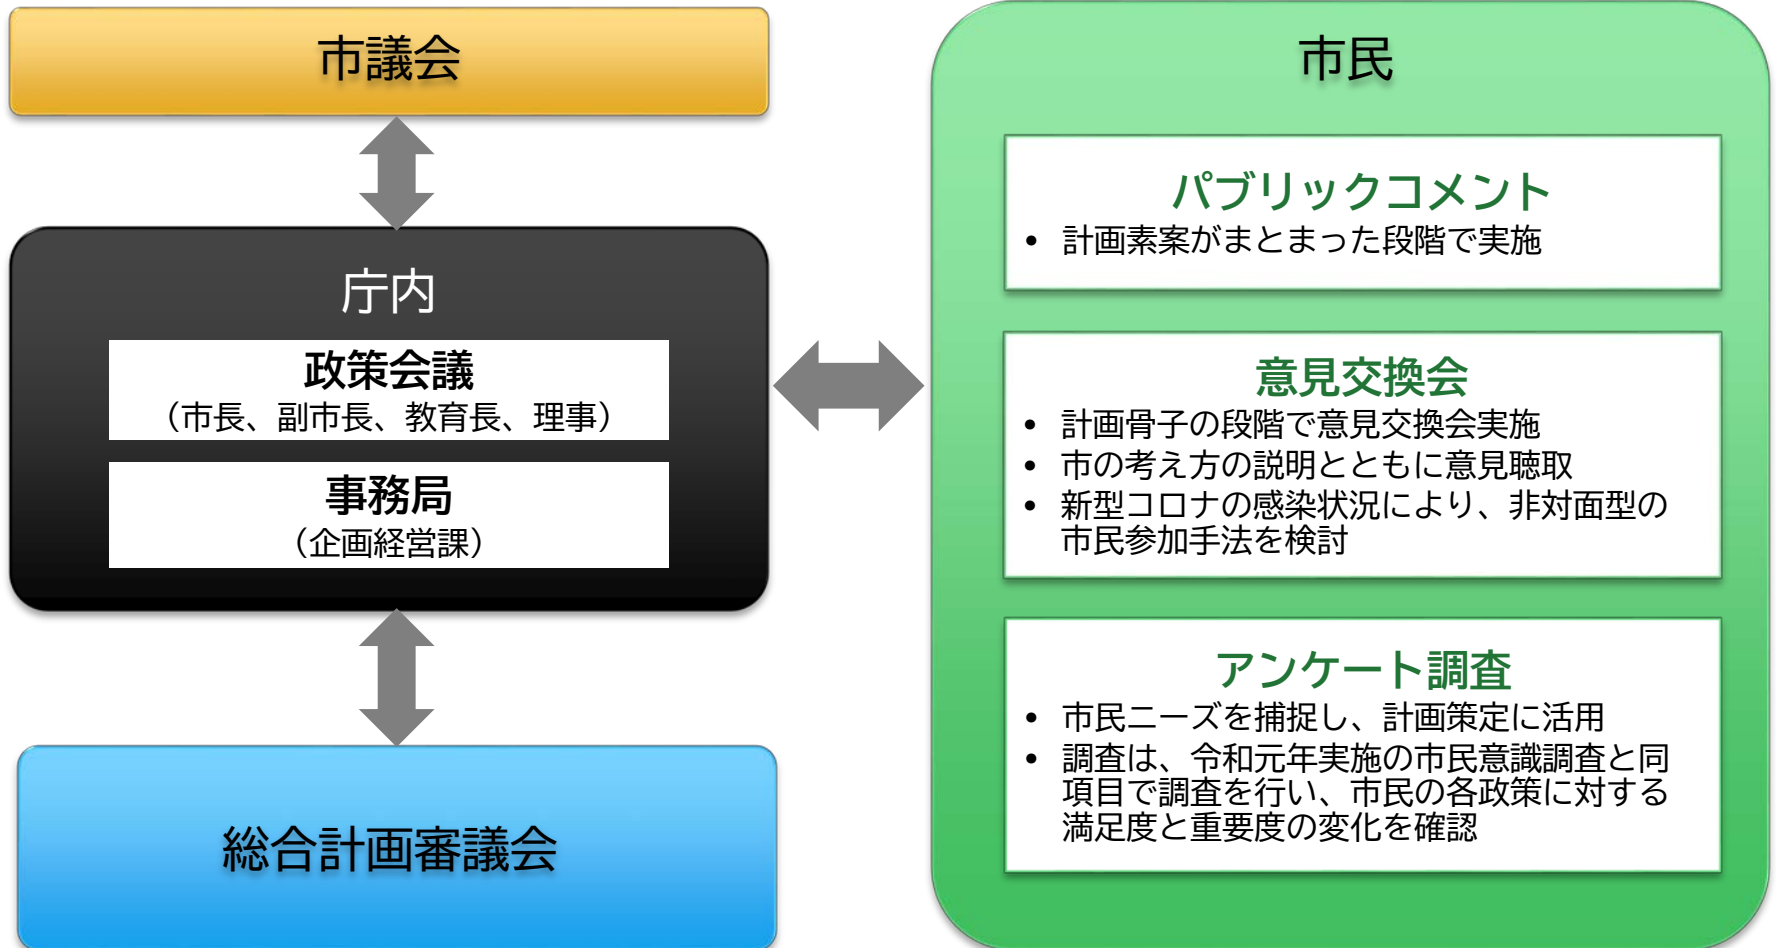 市議会
庁内
政策会議
（市長、副市長、教育長、理事）
事務局
（企画経営課）
総合計画審議会
市民
パブリックコメント
• 計画素案がまとまった段階で実施
意見交換会
• 計画骨子の段階で意見交換会実施
• 市の考え方の説明とともに意見聴取
• 新型コロナの感染状況により、非対面型の
市民参加手法を検討
アンケート調査
• 市民ニーズを捕捉し、計画策定に活用
• 調査は、令和元年実施の市民意識調査と同
項目で調査を行い、市民の各政策に対する
満足度と重要度の変化を確認